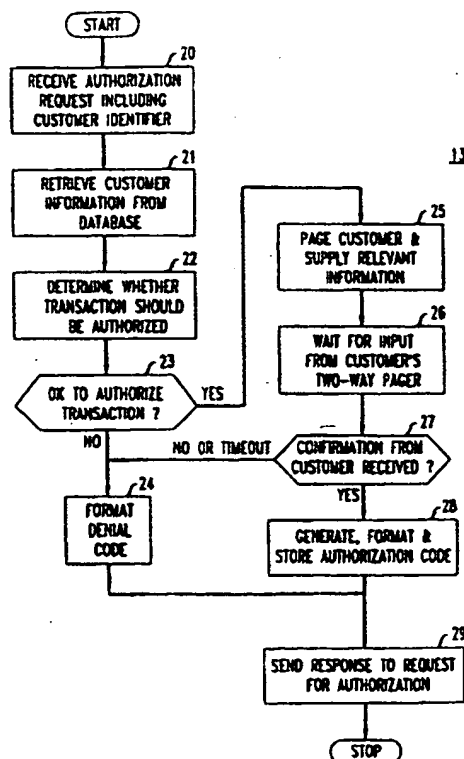 START
20
RECEIVE AUTHORIZATION
REQUEST INCLUDING
CUSTOMER IDENTIFIER
21
RETRIEVE CUSTOMER
INFORMATION FROM
DATABASE
22
DETERMINE WHETHER
TRANSACTION SHOULD
BE AUTHORIZED
23
OK TO AUTHORIZE
TRANSACTION ?
YES
NO
24
FORMAT
DENIAL
CODE
13
25
PAGE CUSTOMER &
SUPPLY RELEVANT
INFORMATION
26
WAIT FOR INPUT
FROM CUSTOMER'S
TWO-WAY PAGER
27
CONFIRMATION FROM
CUSTOMER RECEIVED ?
NO OR TIMEOUT
YES
28
GENERATE, FORMAT &
STORE AUTHORIZATION CODE
29
SEND RESPONSE TO REQUEST
FOR AUTHORIZATION
STOP